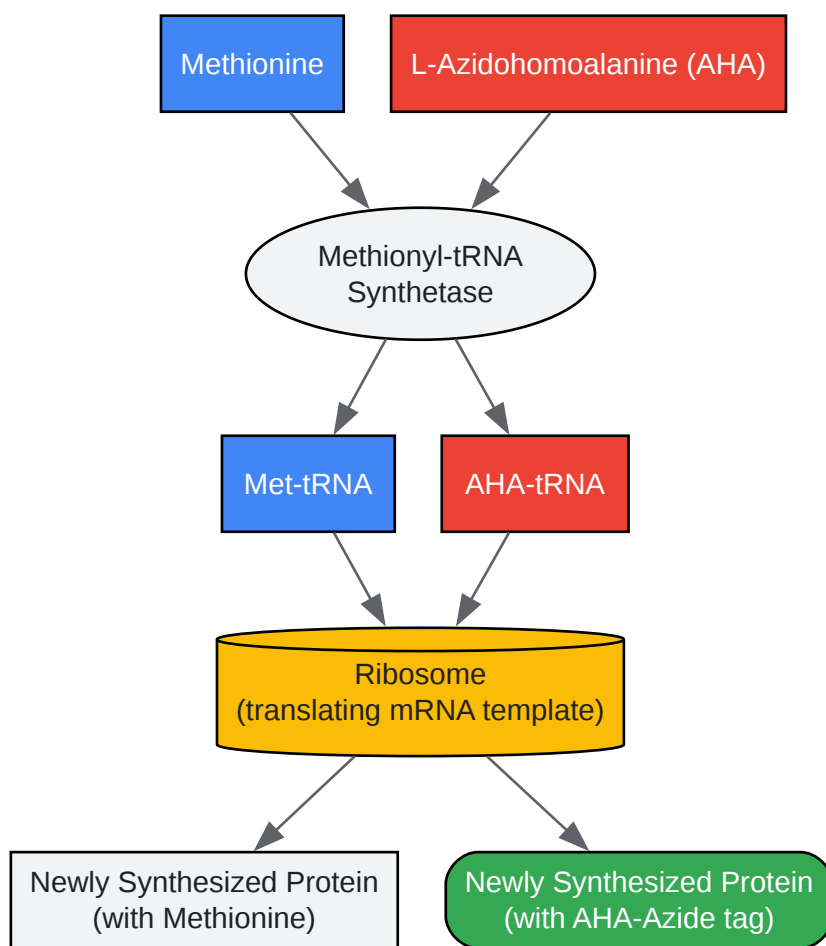 Methionine
L-Azidohomoalanine (AHA)
Methionyl-tRNA
Synthetase
Met-tRNA
AHA-tRNA
Ribosome
(translating mRNA template)
Newly Synthesized Protein
(with Methionine)
Newly Synthesized Protein
(with AHA-Azide tag)